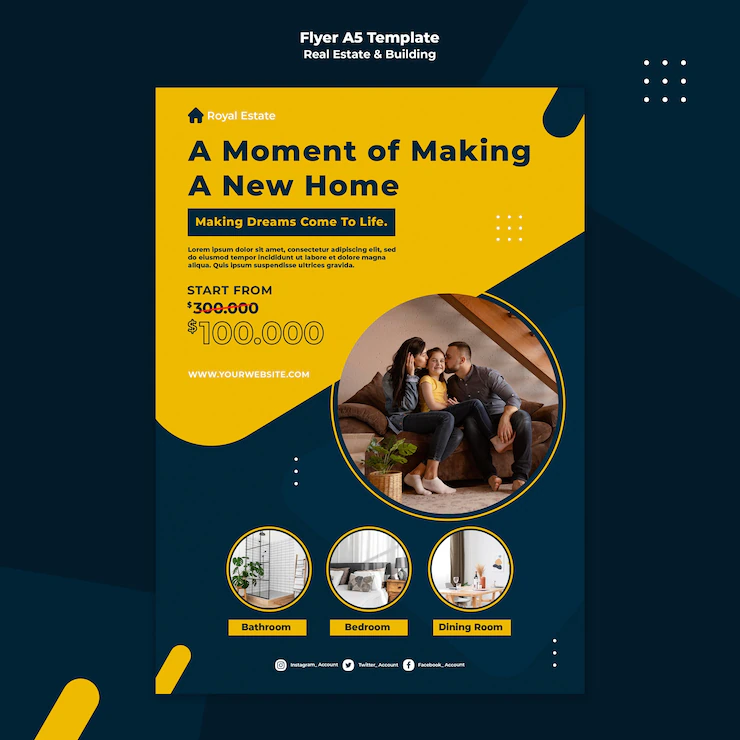 Flyer A5 Template
Real Estate & Building
Royal Estate
A Moment of Making
A New Home
Making Dreams Come To Life.
Lorem ipsum dolor sit amet, consectetur adipiscing elit, sed
do eiusmod tempor incididunt ut labore et dolore magna
aliqua. Quis ipsum suspendisse ultrices gravida.
START FROM
$300.000
$100.000
WWW.YOURWEBSITE.COM
Bathroom
Bedroom
Dining Room
Instagram_Account
Twitter_Account
Facebook_Account